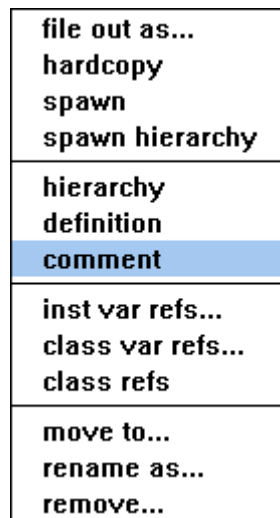 file out as...
hardcopy
spawn
spawn hierarchy
hierarchy
definition
comment
inst var refs...
class var refs...
class refs
move to...
rename as...
remove...